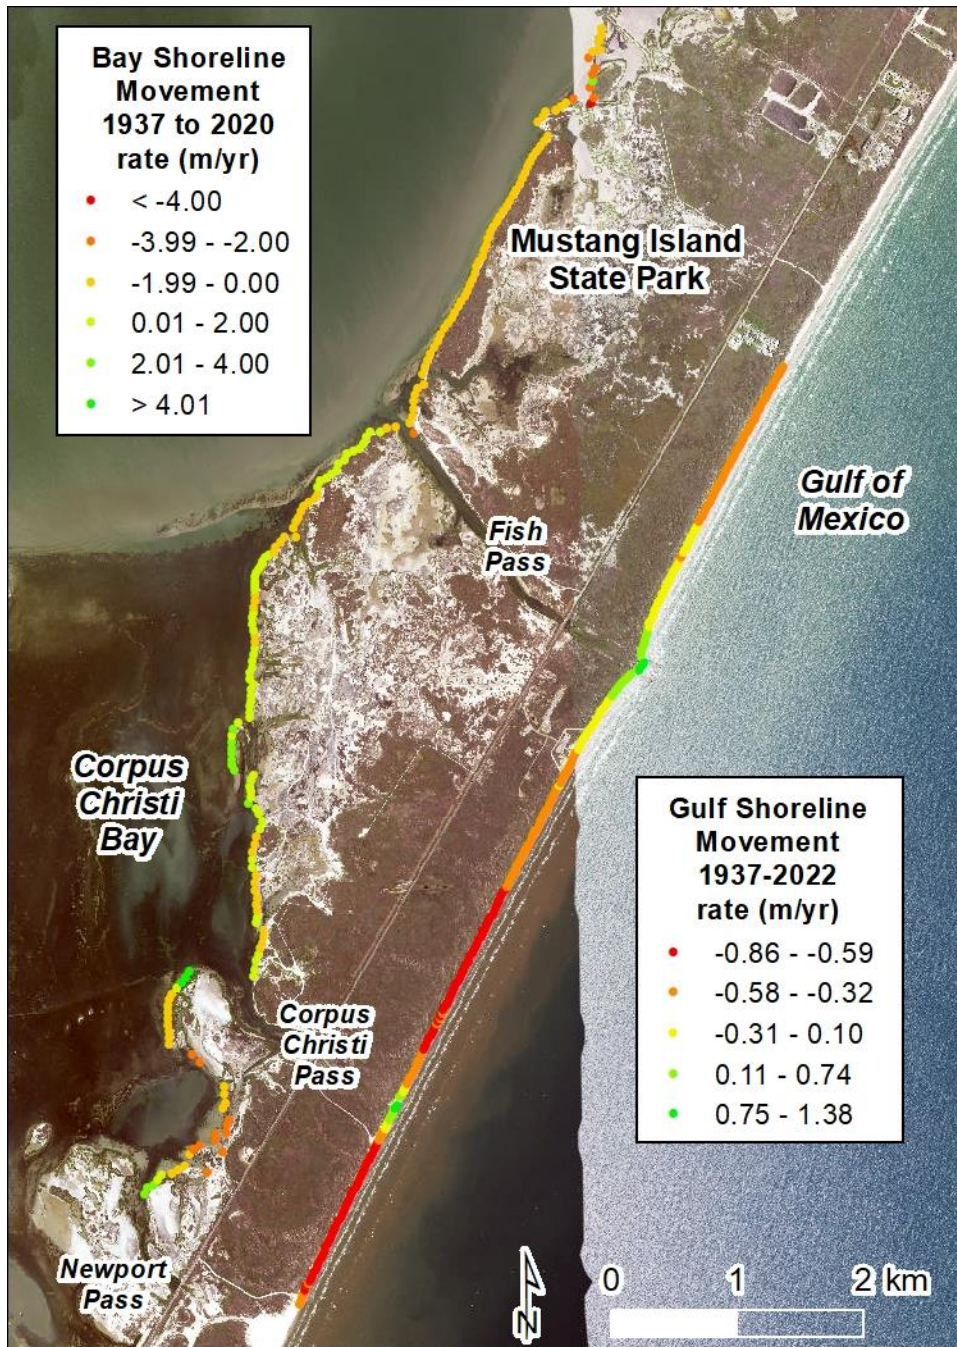 Bay Shoreline
Movement
1937 to 2020
rate (m/yr)
< -4.00
-3.99 - -2.00
-1.99 - 0.00
0.01 - 2.00
2.01 - 4.00
> 4.01
Mustang Island
State Park
Gulf of
Mexico
Fish
Pass
Corpus
Christi
Bay
Gulf Shoreline
Movement
1937-2022
rate (m/yr)
-0.86 - -0.59
-0.58 - -0.32
-0.31 - 0.10
0.11 - 0.74
0.75 - 1.38
Corpus
Christi
Pass
Newport
Pass
N
0 1 2 km